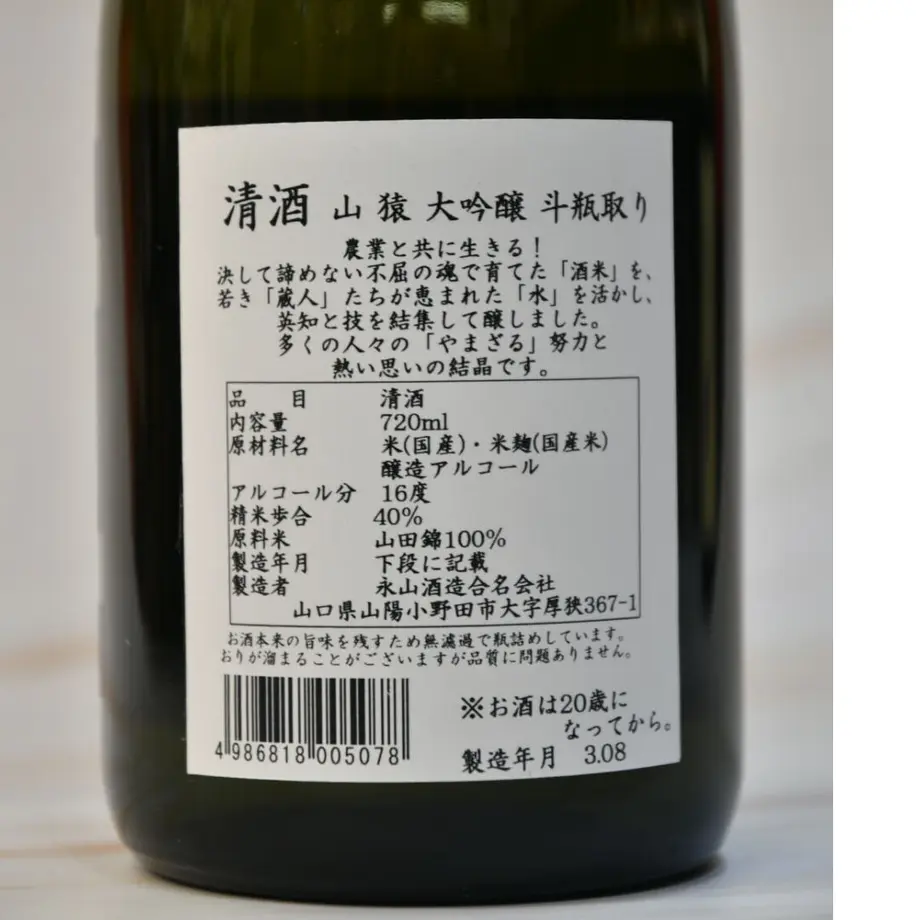 清酒 山 猿 大吟醸 斗瓶取り
農業と共に生きる！
決して諦めない不屈の魂で育てた「酒米」を、
若き「蔵人」たちが恵まれた「水」を活かし、
英知と技を結集して醸しました。
多くの人々の「やまざる」努力と
熱い思いの結晶です。
品　目　清酒
内容量　720ml
原材料名　米(国産)・米麹(国産米)
醸造アルコール
アルコール分　16度
精米歩合　40%
原料米　山田錦100%
製造年月　下段に記載
製造者　永山酒造合名会社
山口県山陽小野田市大字厚狭367-1
お酒本来の旨味を残すため無濾過で瓶詰めしています。
おりが溜まることがございますが品質に問題ありません。
※お酒は20歳に
なってから。
製造年月　3.08
4 986818 005078